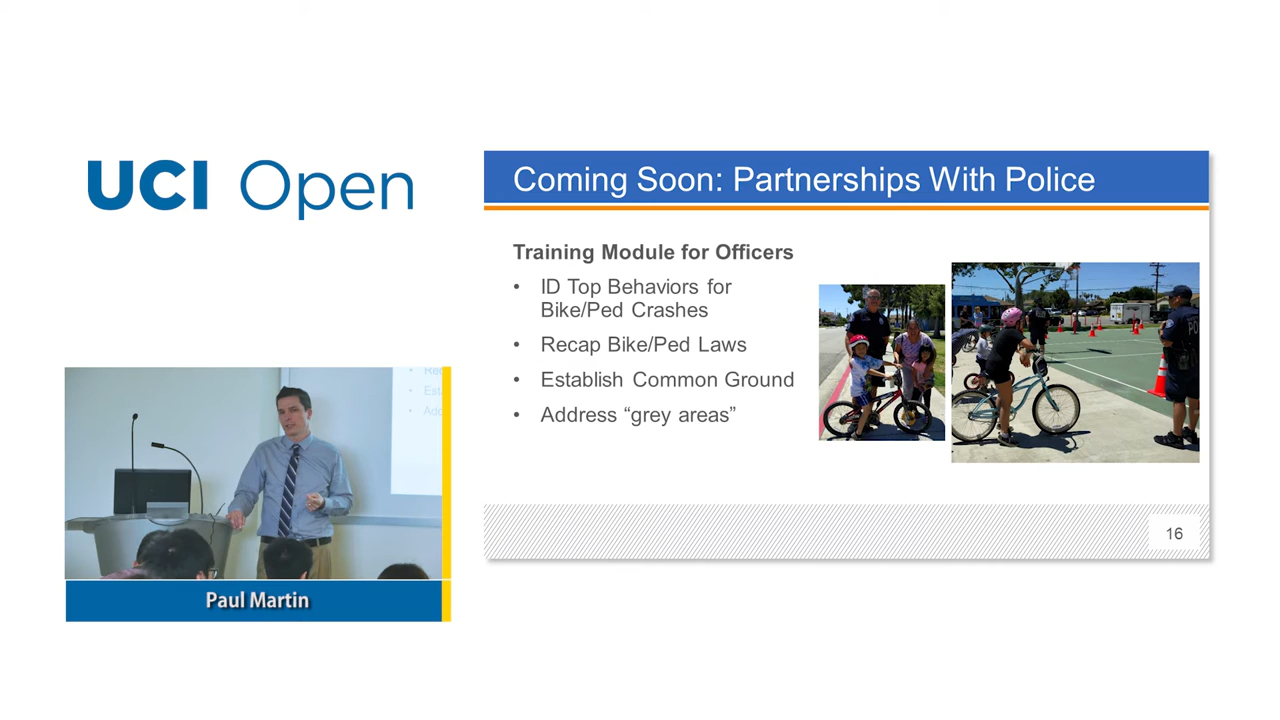 UCI Open
Coming Soon: Partnerships With Police
Training Module for Officers
• ID Top Behaviors for
Bike/Ped Crashes
• Recap Bike/Ped Laws
• Establish Common Ground
• Address “grey areas”
16
Paul Martin